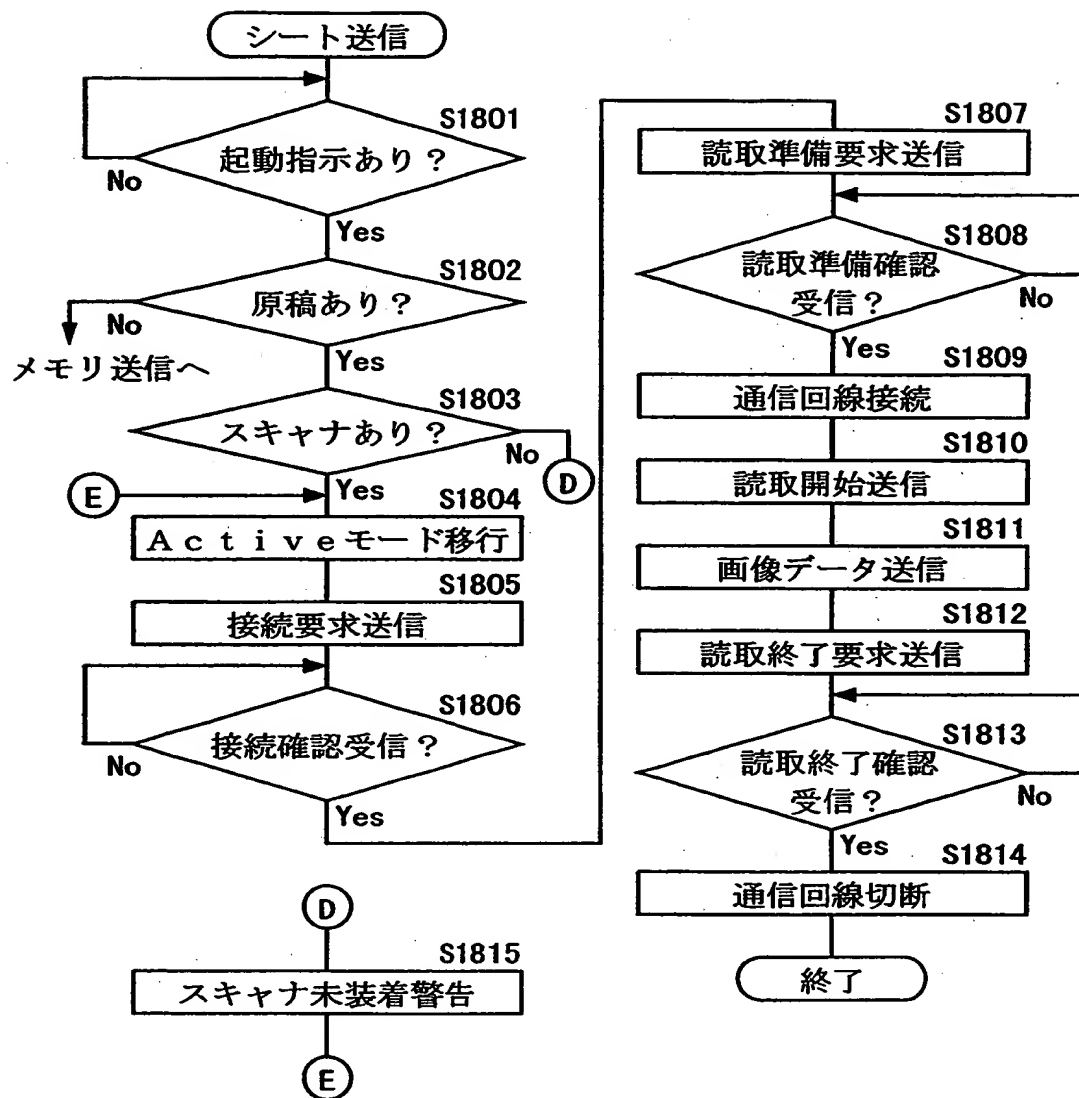 シート送信
S1801
起動指示あり？
No
Yes
S1802
原稿あり？
No
Yes
メモリ送信へ
S1803
スキャナあり？
No
D
Yes
E
S1804
Ａｃｔｉｖｅモード移行
S1805
接続要求送信
S1806
接続確認受信？
No
Yes
D
S1815
スキャナ未装着警告
E
S1807
読取準備要求送信
S1808
読取準備確認
受信？
No
Yes
S1809
通信回線接続
S1810
読取開始送信
S1811
画像データ送信
S1812
読取終了要求送信
S1813
読取終了確認
受信？
No
Yes
S1814
通信回線切断
終了